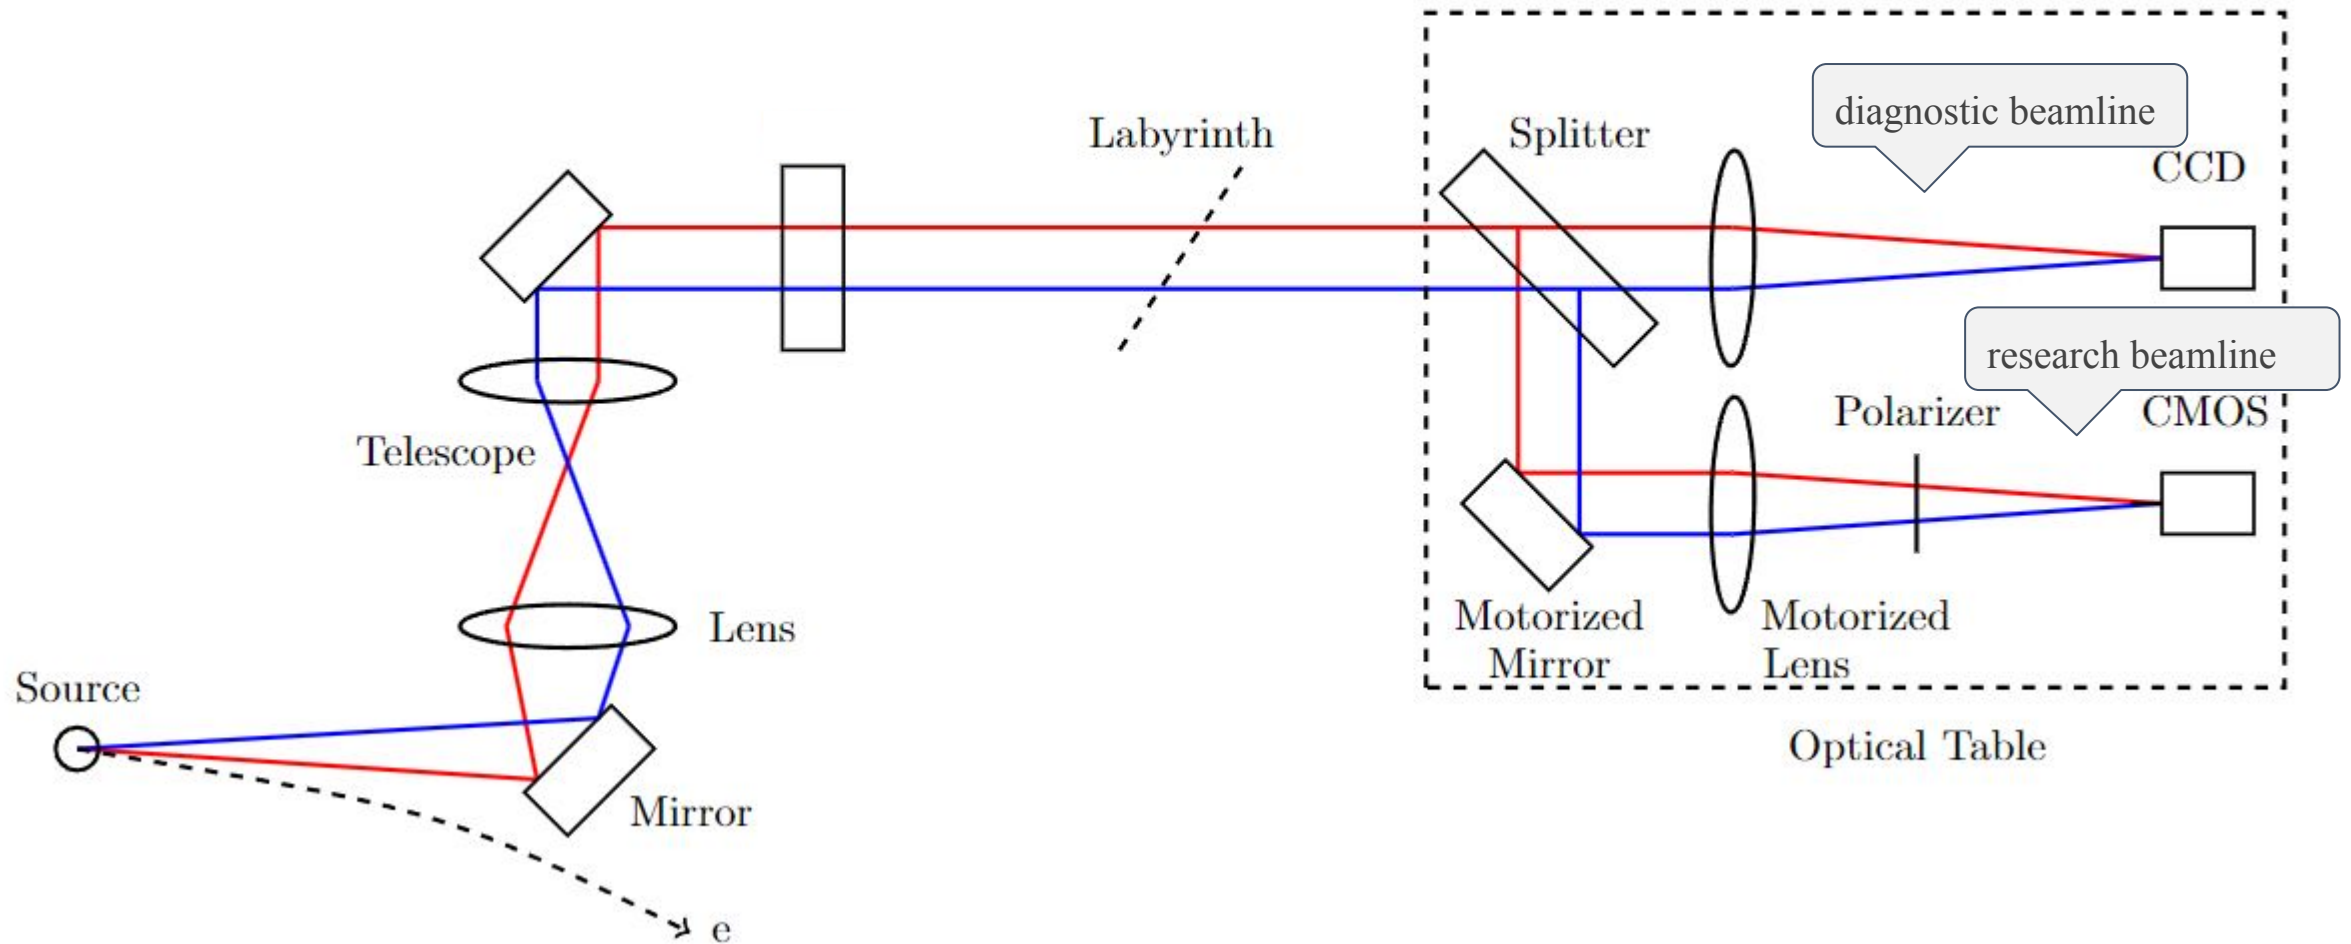 diagnostic beamline
Labyrinth
Splitter
CCD
research beamline
Polarizer
CMOS
Telescope
Lens
Motorized
Mirror
Motorized
Lens
Source
Optical Table
Mirror
e